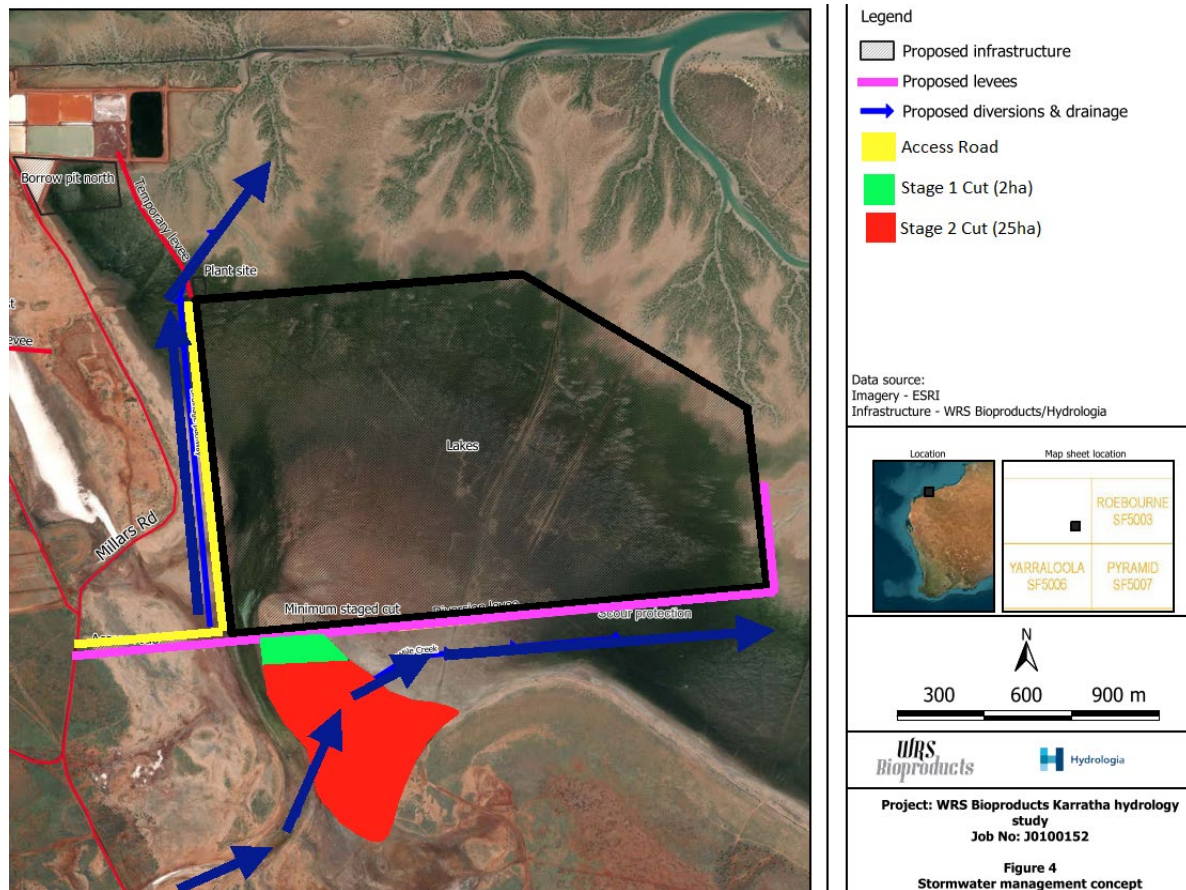 Borrow pit north
Temporary levee
Plant site
evee
Lakes
Millars Rd
Minimum staged cut
Scour protection
Creek
Legend
Proposed infrastructure
Proposed levees
Proposed diversions & drainage
Access Road
Stage 1 Cut (2ha)
Stage 2 Cut (25ha)
Data source:
Imagery - ESRI
Infrastructure - WRS Bioproducts/Hydrologia
Location
Map sheet location
ROEBOURNE
SF5003
YARRALOOLA
SF5006
PYRAMID
SF5007
N
300 600 900 m
WRS
Bioproducts
Hydrologia
Project: WRS Bioproducts Karratha hydrology
study
Job No: J0100152
Figure 4
Stormwater management concept